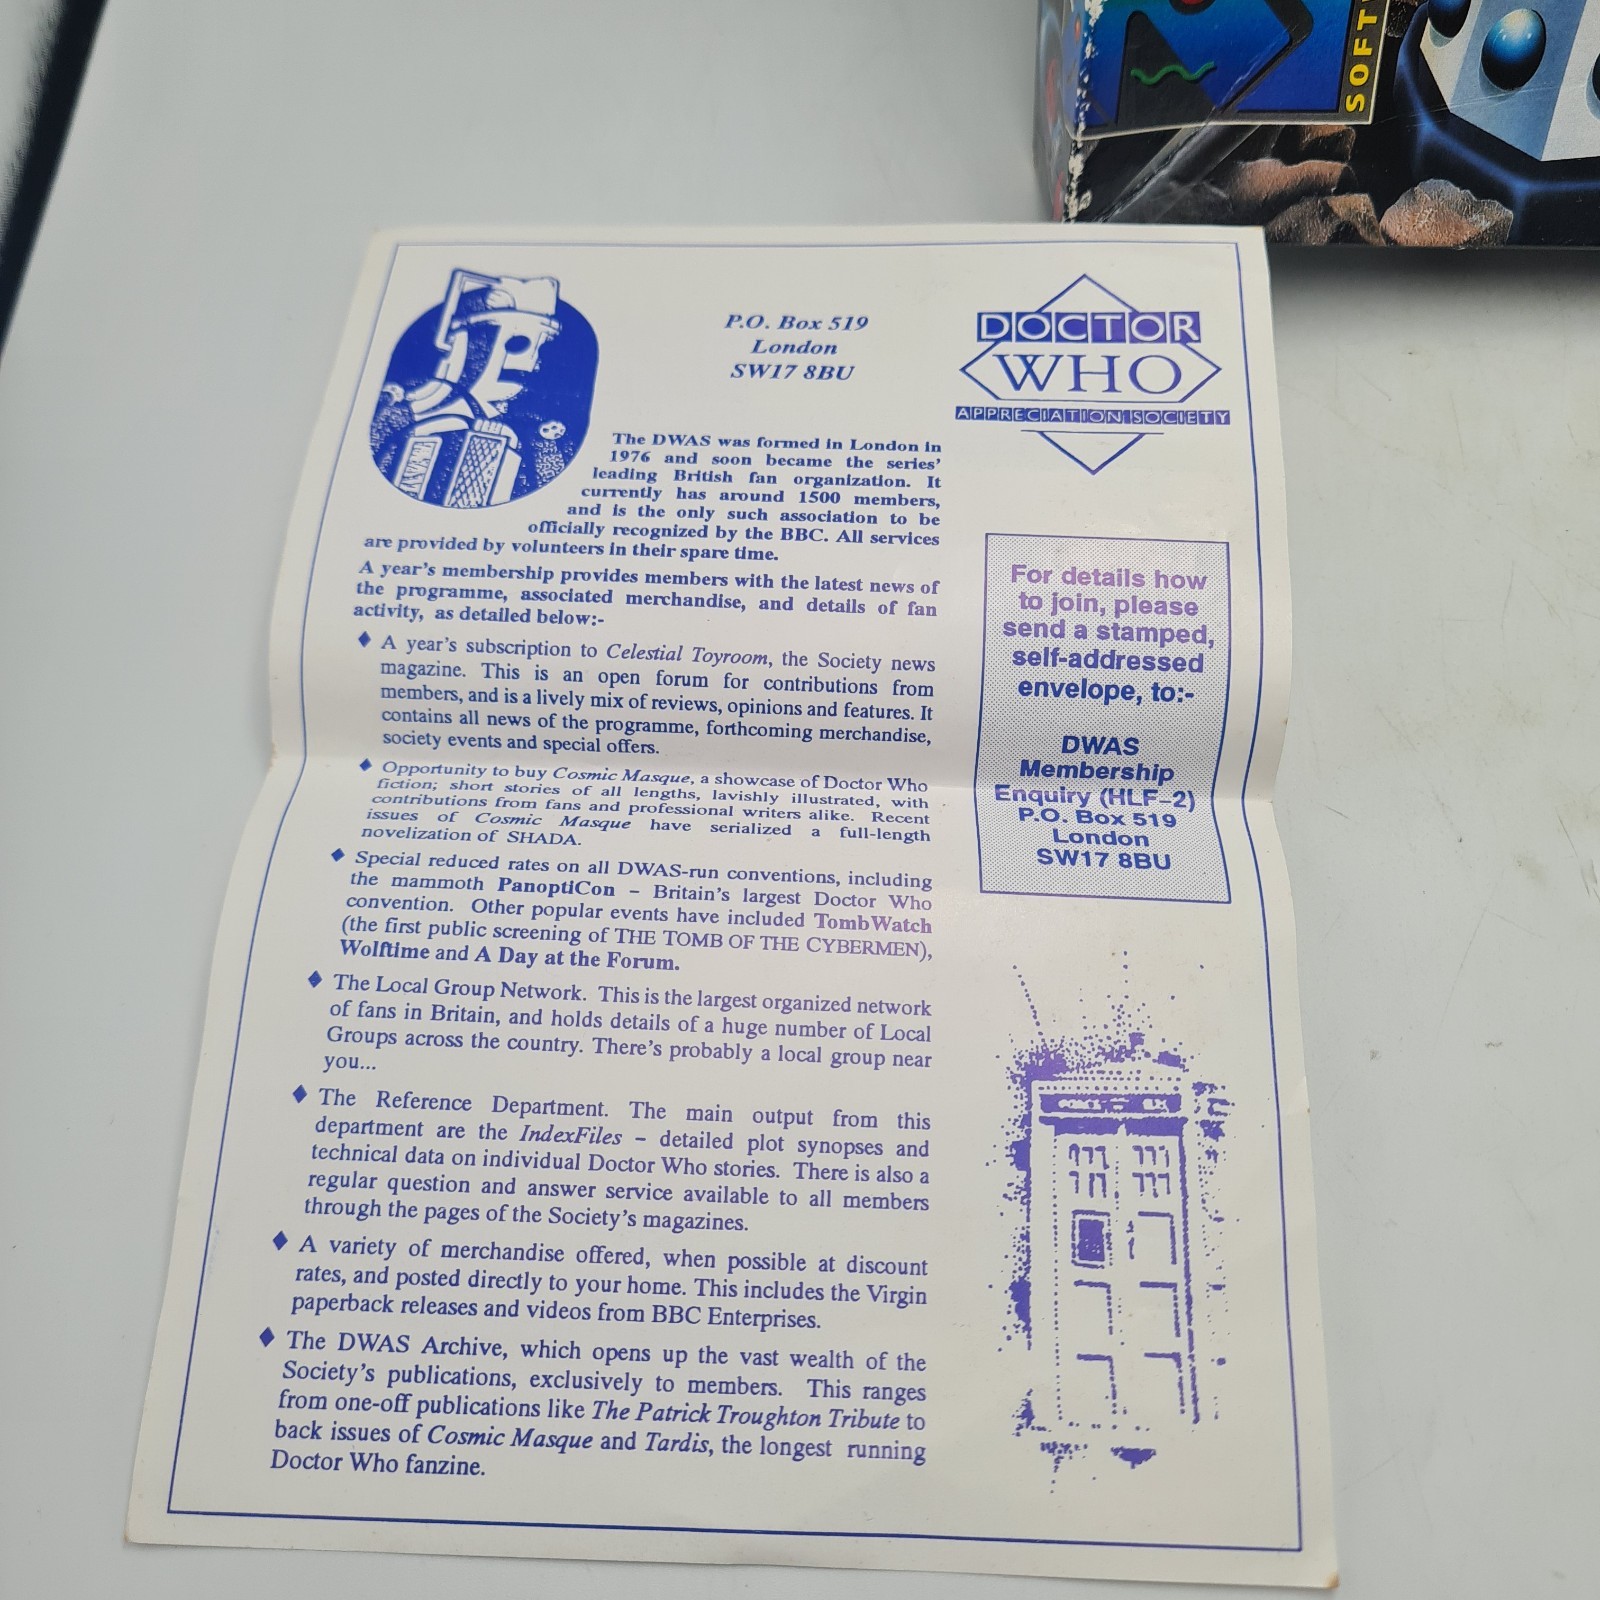 SOFT
P.O. Box 519
London
SW17 8BU
DOCTOR
WHO
APPRECIATION SOCIETY
The DWAS was formed in London in
1976 and soon became the series'
leading British fan organization. It
currently has around 1500 members,
and is the only such association to be
officially recognized by the BBC. All services
are provided by volunteers in their spare time.
A year's membership provides members with the latest news of
the programme, associated merchandise, and details of fan
activity, as detailed below:-
♦ A year's subscription to Celestial Toyroom, the Society news
magazine. This is an open forum for contributions from
members, and is a lively mix of reviews, opinions and features. It
contains all news of the programme, forthcoming merchandise,
society events and special offers.
♦ Opportunity to buy Cosmic Masque, a showcase of Doctor Who
fiction; short stories of all lengths, lavishly illustrated, with
contributions from fans and professional writers alike. Recent
issues of Cosmic Masque have serialized a full-length
novelization of SHADA.
♦ Special reduced rates on all DWAS-run conventions, including
the mammoth PanoptiCon - Britain's largest Doctor Who
convention. Other popular events have included TombWatch
(the first public screening of THE TOMB OF THE CYBERMEN),
Wolftime and A Day at the Forum.
♦ The Local Group Network. This is the largest organized network
of fans in Britain, and holds details of a huge number of Local
Groups across the country. There's probably a local group near
you...
♦ The Reference Department. The main output from this
department are the IndexFiles - detailed plot synopses and
technical data on individual Doctor Who stories. There is also a
regular question and answer service available to all members
through the pages of the Society's magazines.
♦ A variety of merchandise offered, when possible at discount
rates, and posted directly to your home. This includes the Virgin
paperback releases and videos from BBC Enterprises.
♦ The DWAS Archive, which opens up the vast wealth of the
Society's publications, exclusively to members. This ranges
from one-off publications like The Patrick Troughton Tribute to
back issues of Cosmic Masque and Tardis, the longest running
Doctor Who fanzine.
For details how
to join, please
send a stamped,
self-addressed
envelope, to:-
DWAS
Membership
Enquiry (HLF-2)
P.O. Box 519
London
SW17 8BU